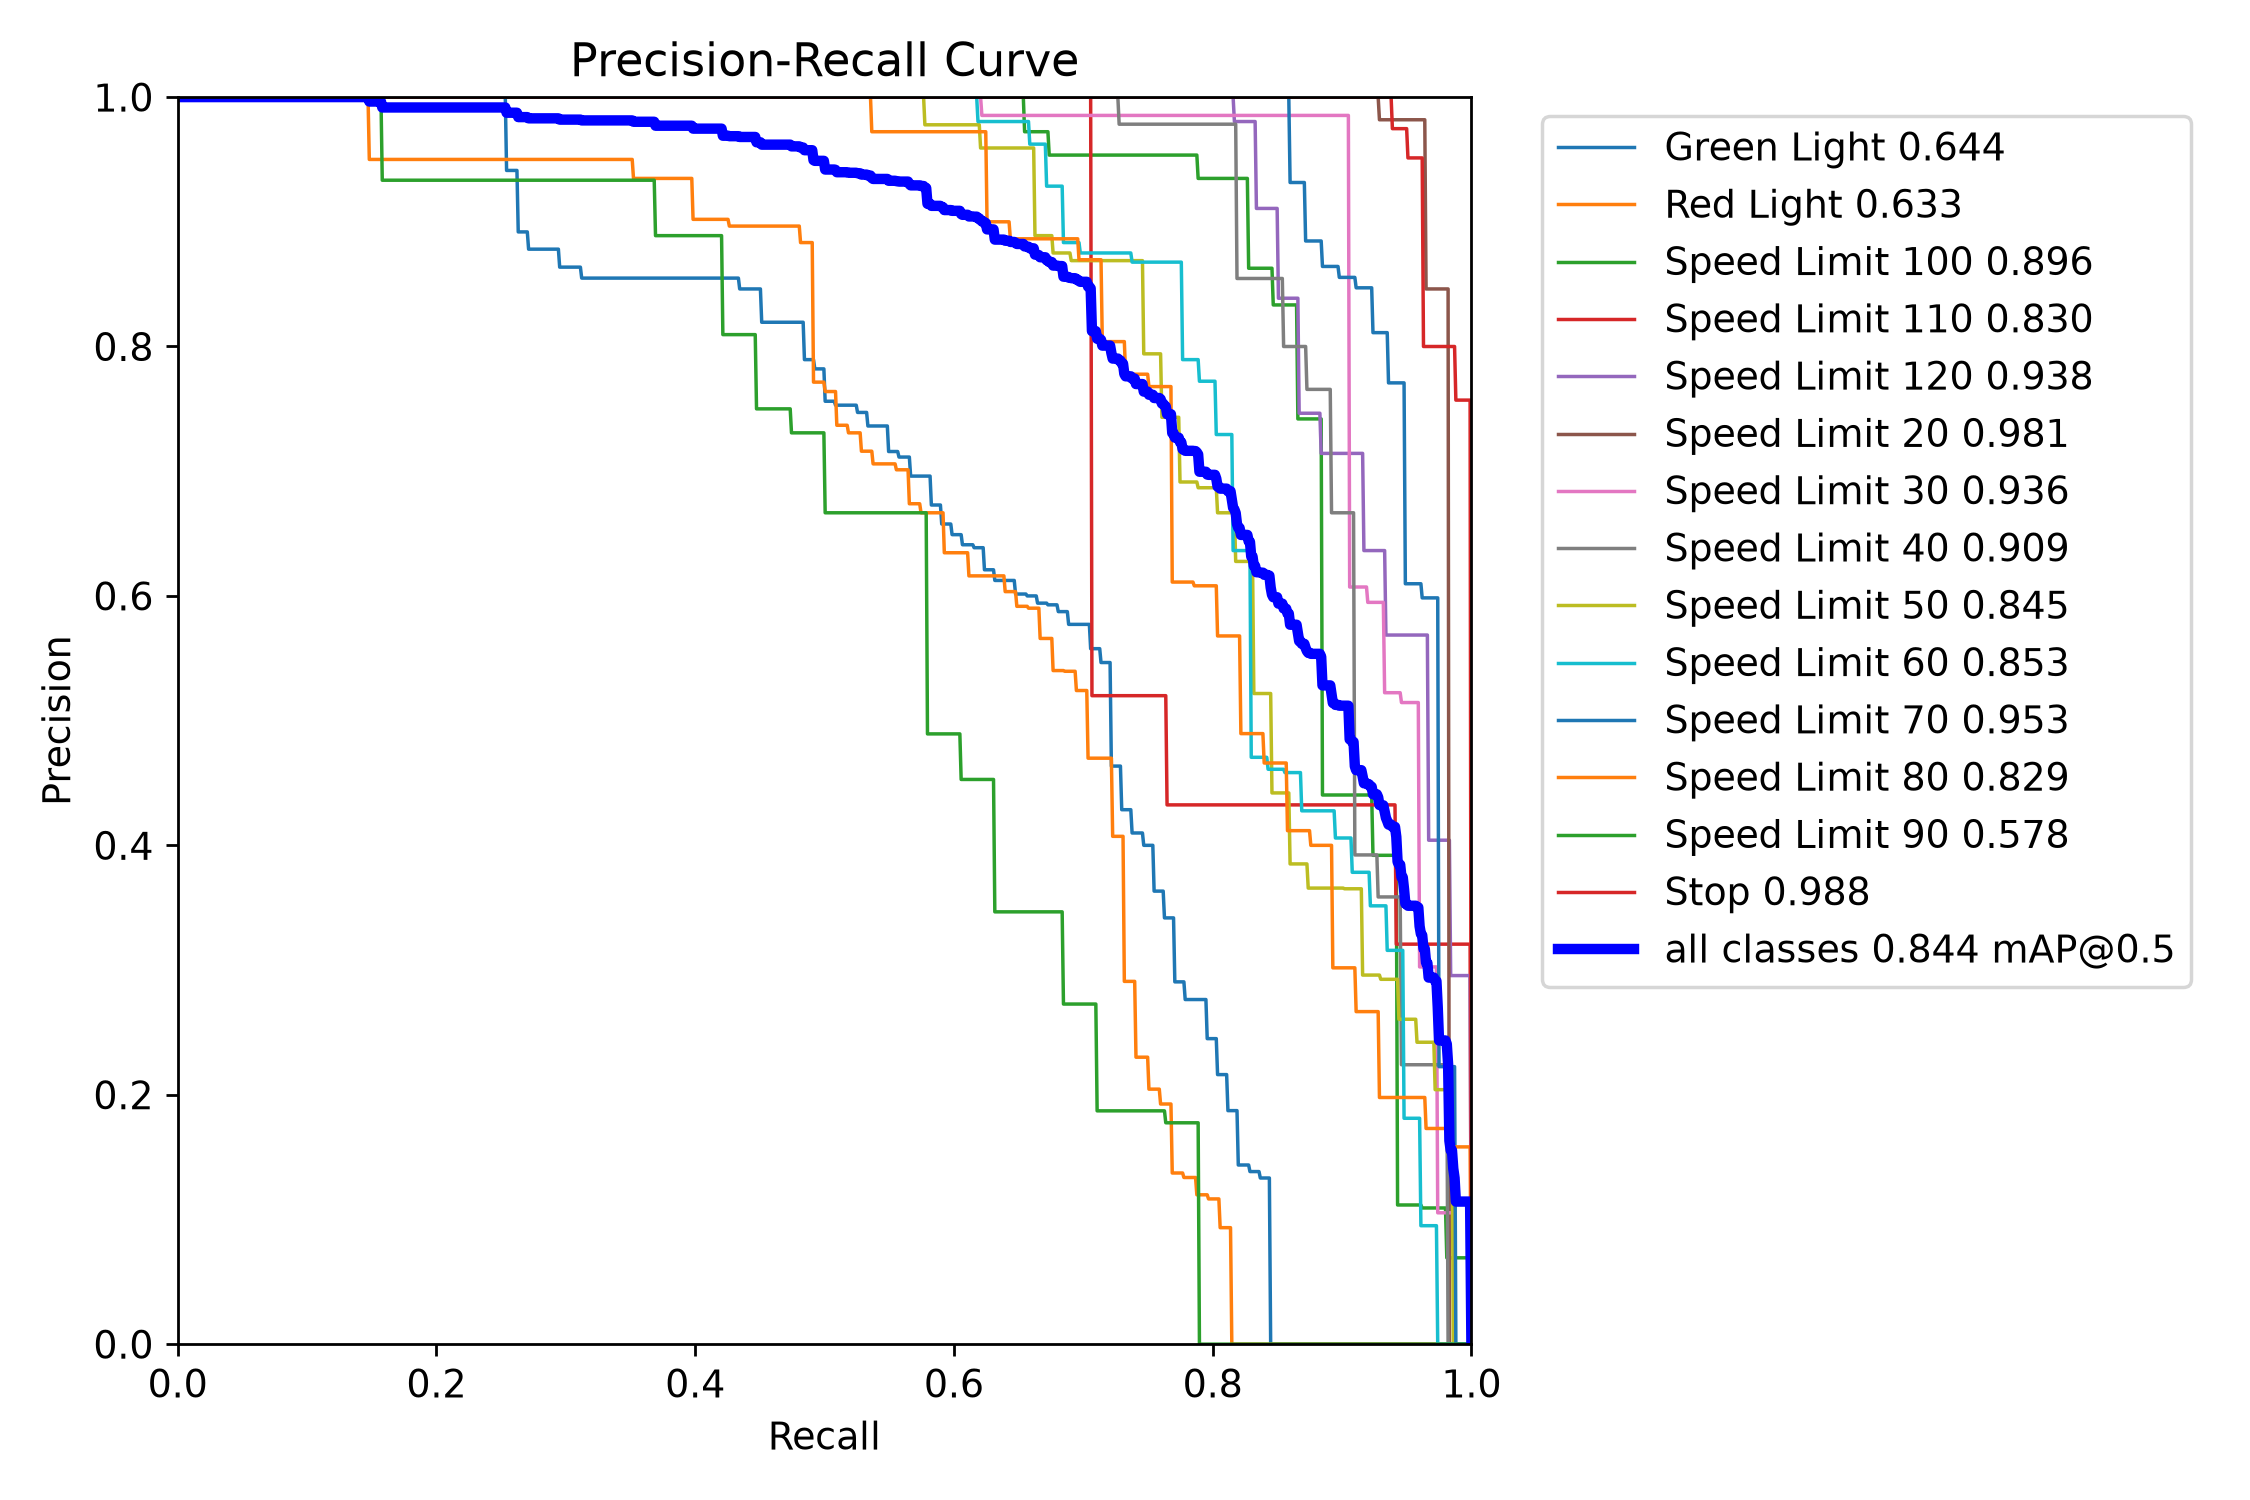 Precision-Recall Curve
1.0
0.8
0.6
0.4
0.2
0.0
Precision
0.0 0.2 0.4 0.6 0.8 1.0
Recall
Green Light 0.644
Red Light 0.633
Speed Limit 100 0.896
Speed Limit 110 0.830
Speed Limit 120 0.938
Speed Limit 20 0.981
Speed Limit 30 0.936
Speed Limit 40 0.909
Speed Limit 50 0.845
Speed Limit 60 0.853
Speed Limit 70 0.953
Speed Limit 80 0.829
Speed Limit 90 0.578
Stop 0.988
all classes 0.844 mAP@0.5